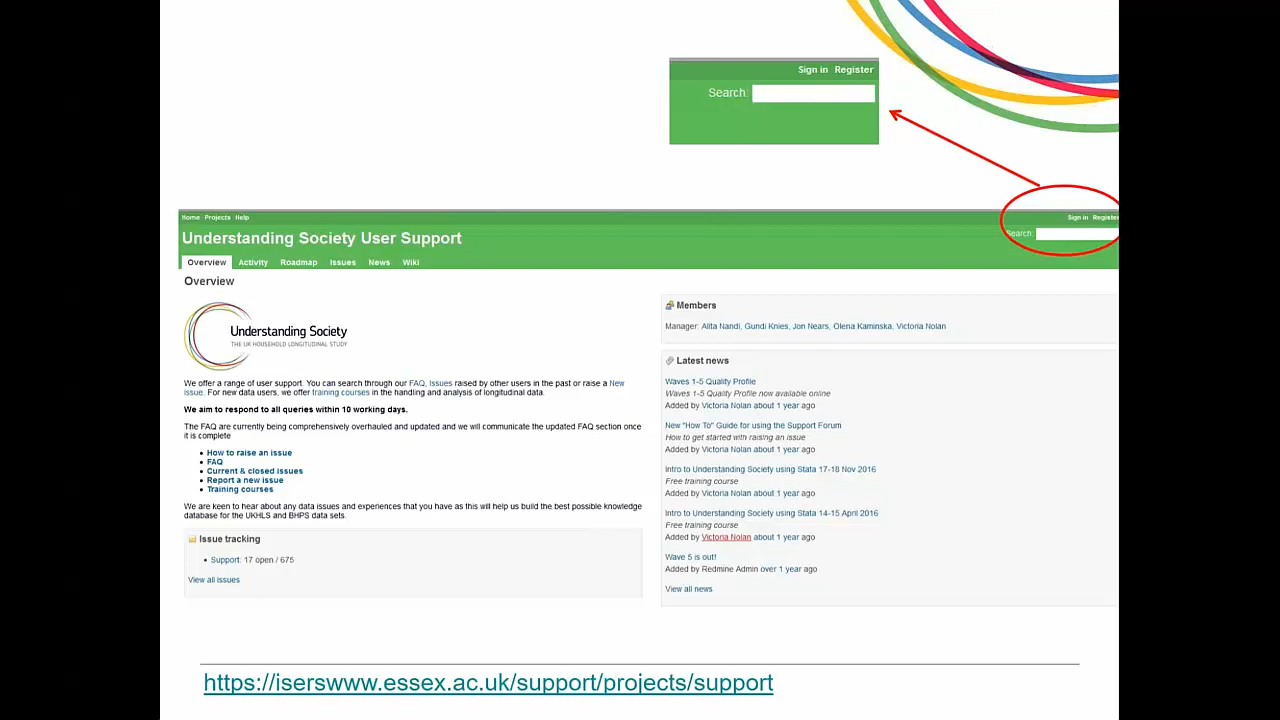 Sign in Register
Search:
Home Projects Help
Sign in Register
Understanding Society User Support
Search:
Overview Activity Roadmap Issues News Wiki
Overview
Understanding Society
THE UK HOUSEHOLD LONGITUDINAL STUDY
We offer a range of user support. You can search through our FAQ, Issues raised by other users in the past or raise a New
Issue. For new data users, we offer training courses in the handing and analysis of longitudinal data.
We aim to respond to all queries within 10 working days.
The FAQ are currently being comprehensively overhauled and updated and we will communicate the updated FAQ section once
it is complete
• How to raise an issue
• FAQ
• Current & closed issues
• Report a new issue
• Training courses
We are keen to hear about any data issues and experiences that you have as this will help us build the best possible knowledge
database for the UKHLS and BHPS data sets.
Issue tracking
• Support: 17 open / 675
View all issues
Members
Manager: Alita Nandi, Gundi Knies, Jon Nears, Olena Kaminska, Victoria Nolan
Latest news
Waves 1-5 Quality Profile
Waves 1-5 Quality Profile now available online
Added by Victoria Nolan about 1 year ago
New "How To" Guide for using the Support Forum
How to get started with raising an issue
Added by Victoria Nolan about 1 year ago
Intro to Understanding Society using Stata 17-18 Nov 2016
Free training course
Added by Victoria Nolan about 1 year ago
Intro to Understanding Society using Stata 14-15 April 2016
Free training course
Added by Victoria Nolan about 1 year ago
Wave 5 is out!
Added by Redmine Admin over 1 year ago
View all news
https://iserswww.essex.ac.uk/support/projects/support